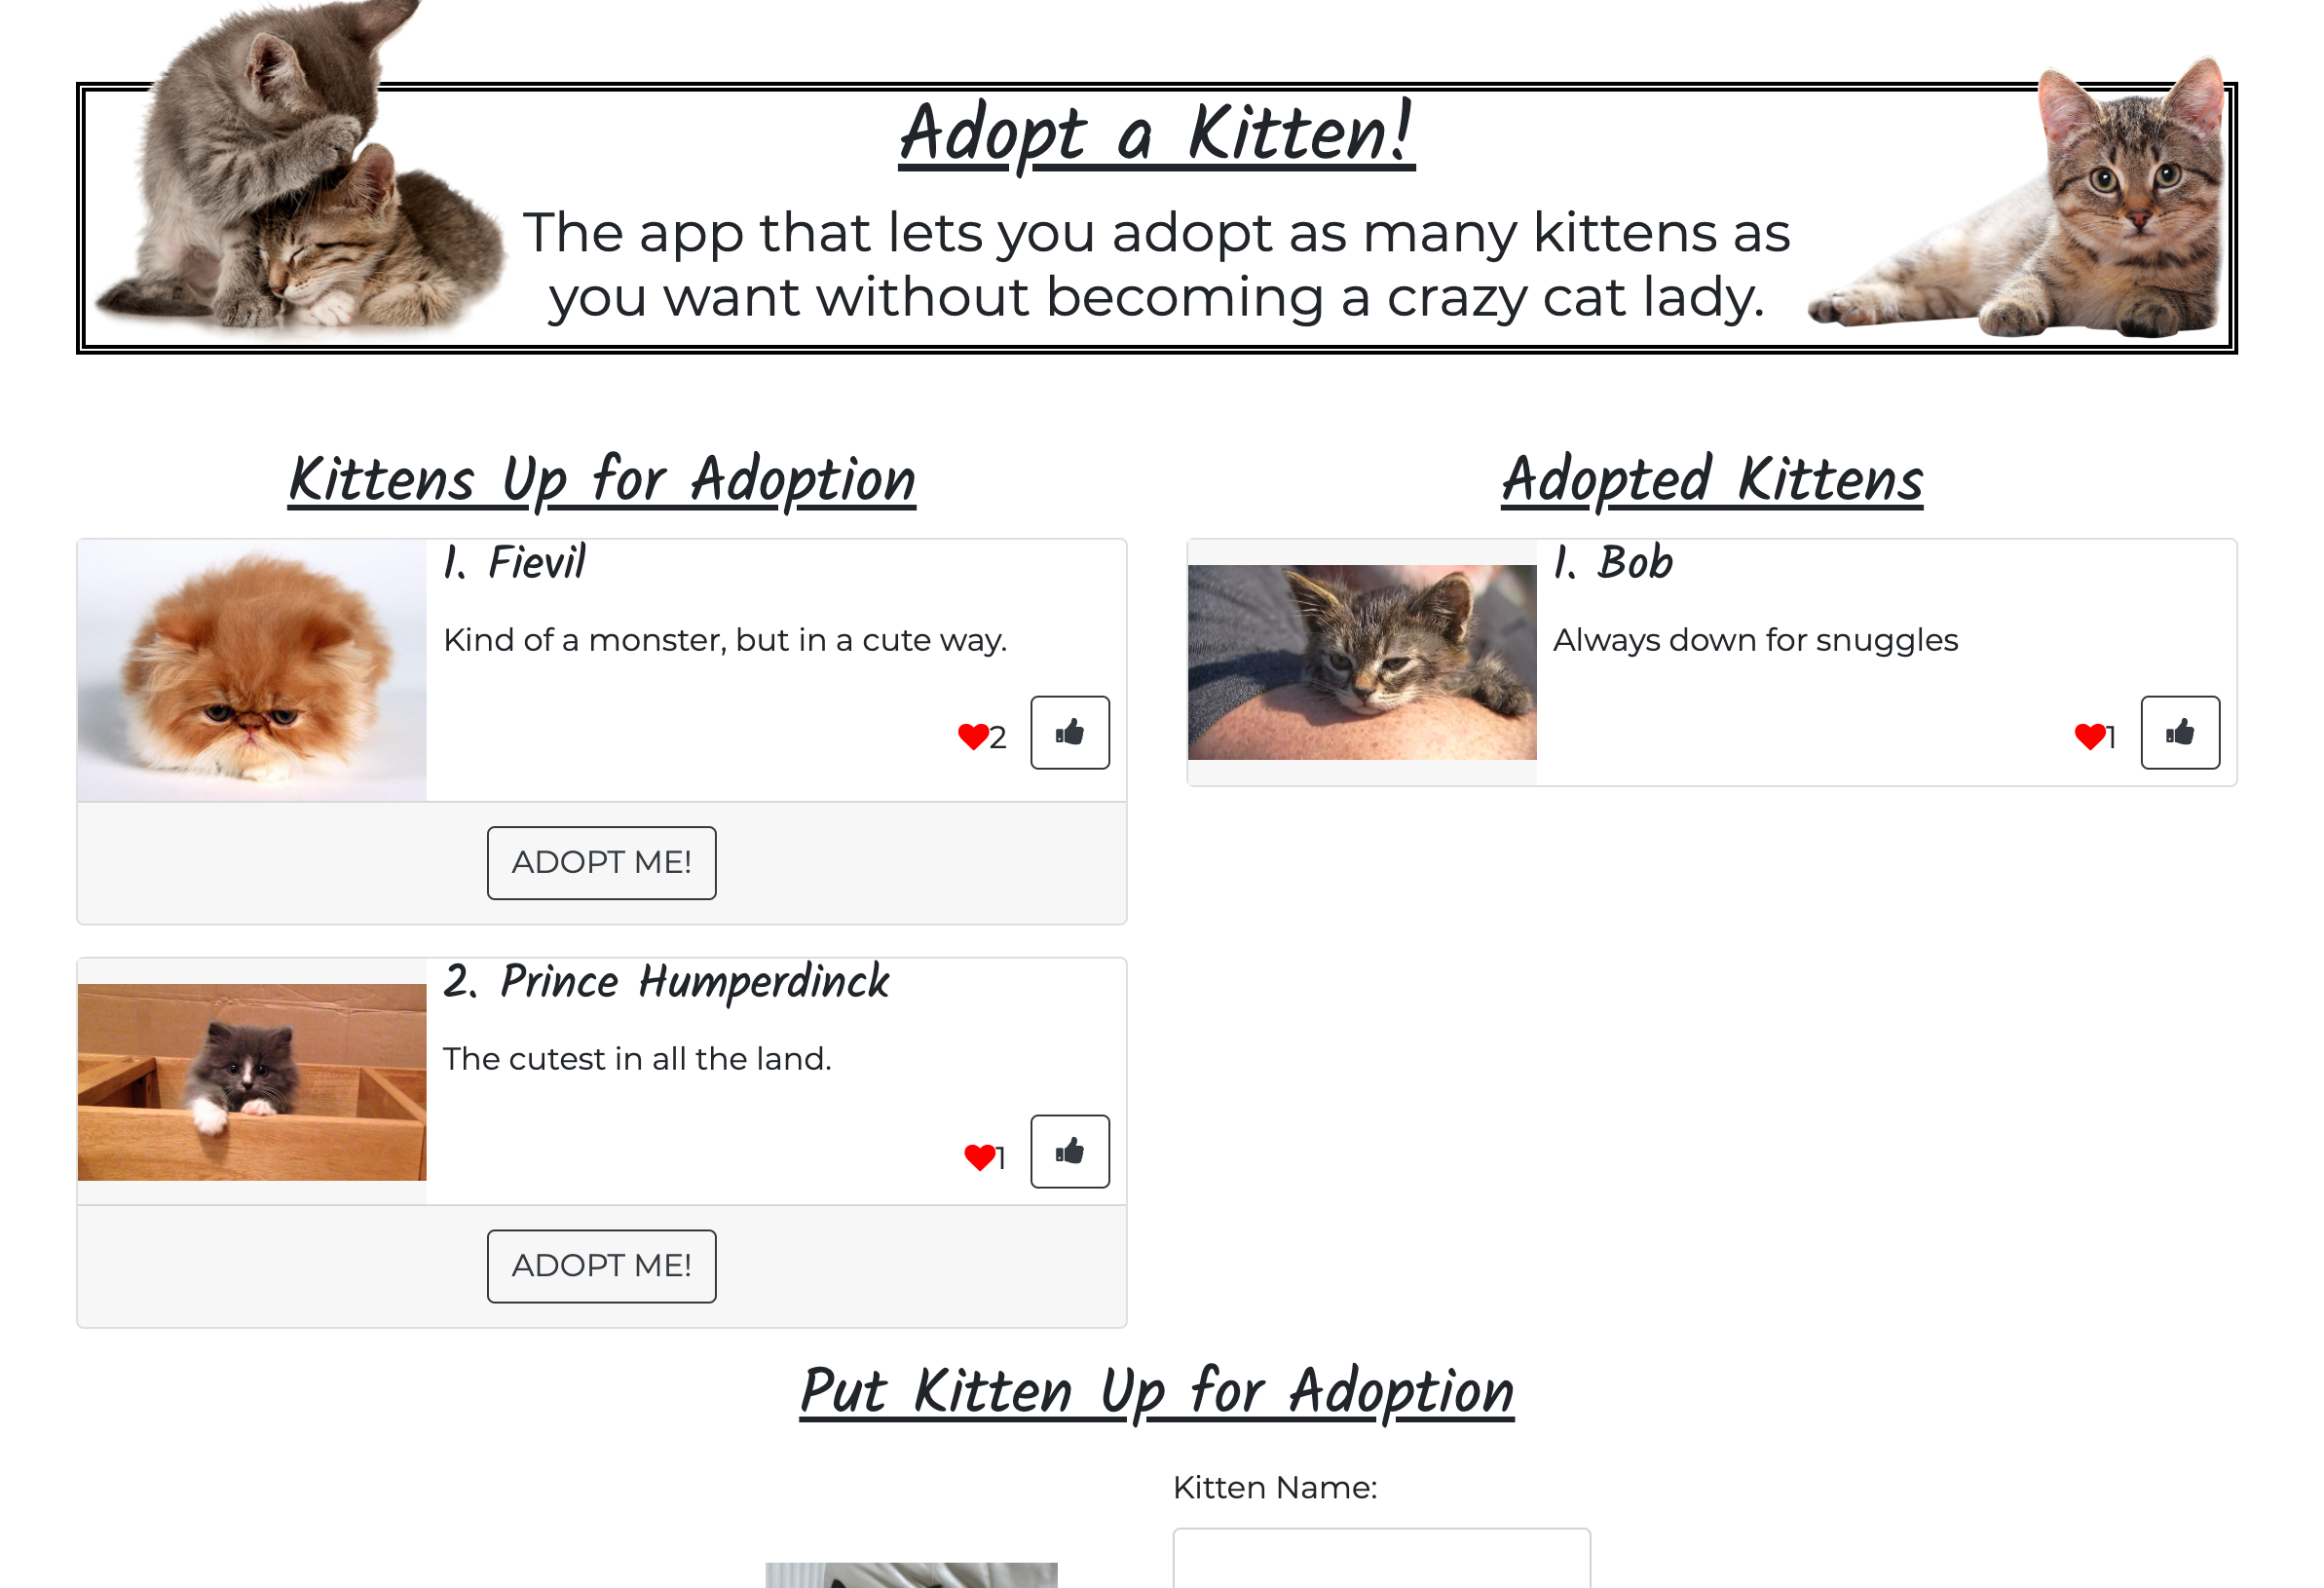 Adopt a Kitten!
The app that lets you adopt as many kittens as
you want without becoming a crazy cat lady.
Kittens Up for Adoption
1. Fievil
Kind of a monster, but in a cute way.
2
ADOPT ME!
2. Prince Humperdinck
The cutest in all the land.
1
ADOPT ME!
Adopted Kittens
1. Bob
Always down for snuggles
1
Put Kitten Up for Adoption
Kitten Name: